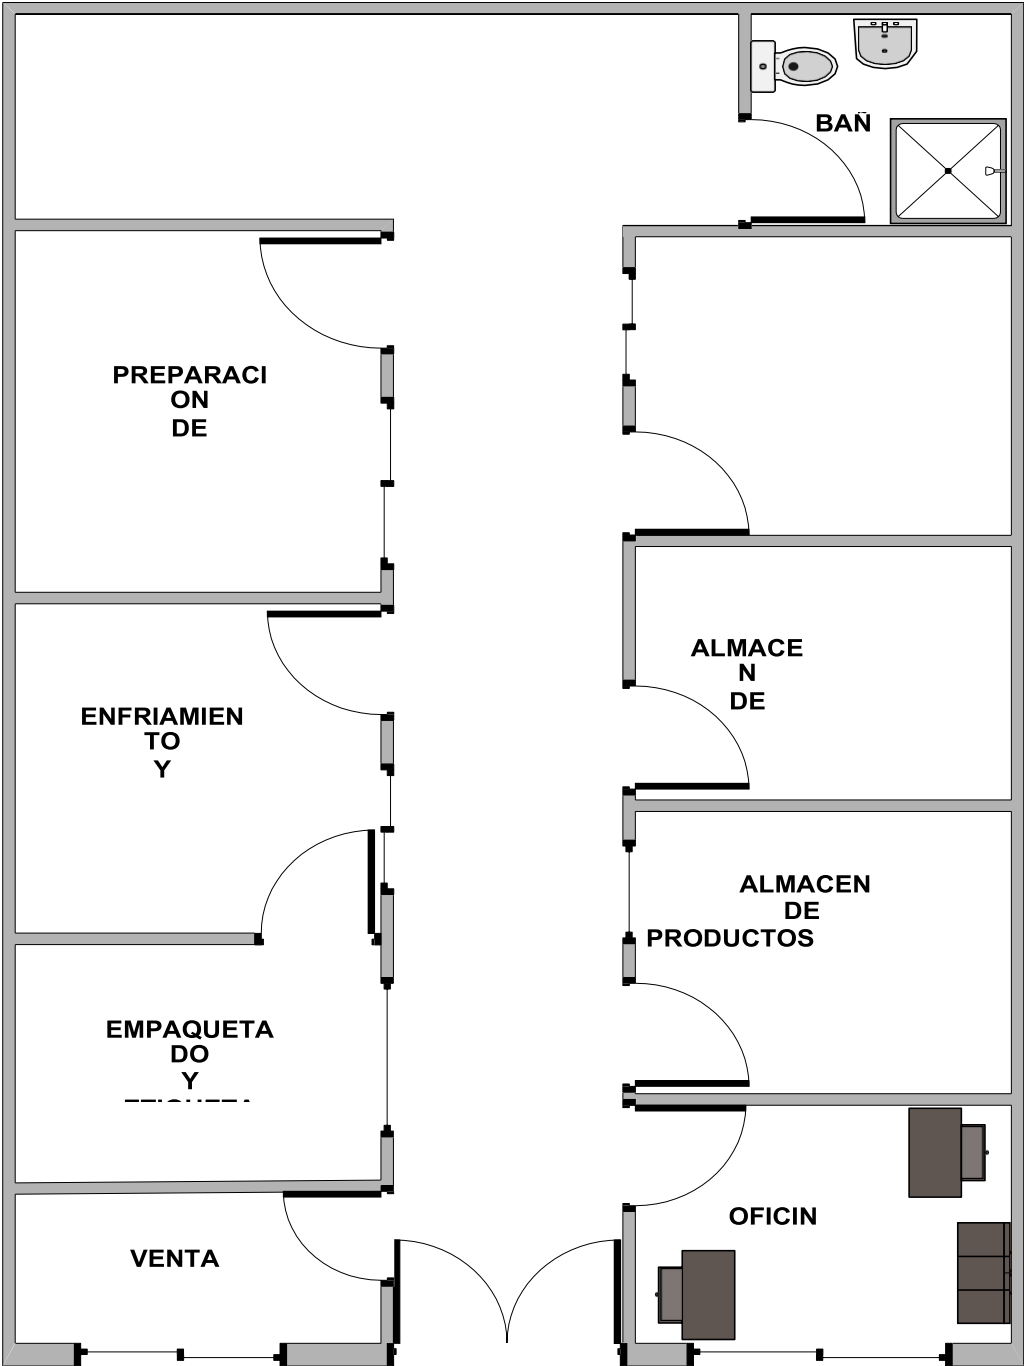 BAÑ
PREPARACI
ON
DE
ALMACE
N
DE
ENFRIAMIEN
TO
Y
ALMACEN
DE
PRODUCTOS
EMPAQUETA
DO
Y
OFICIN
VENTA